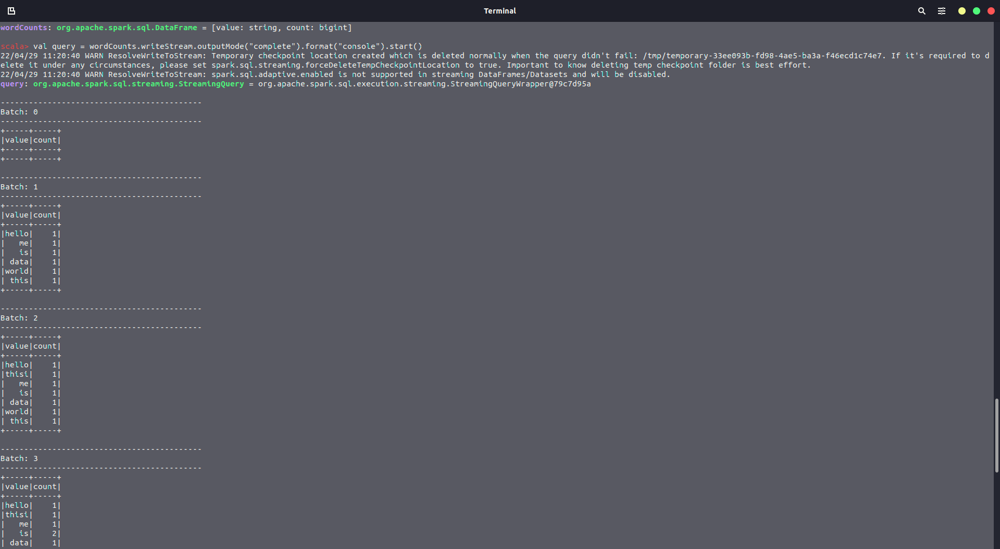 Terminal
wordCounts: org.apache.spark.sql.DataFrame = [value: string, count: bigint]
scala> val query = wordCounts.writeStream.outputMode("complete").format("console").start()
22/04/29 11:20:40 WARN ResolveWriteToStream: Temporary checkpoint location created which is deleted normally when the query didn't fail: /tmp/temporary-33ee093b-fd98-4ae5-ba3a-f46ecd1c74e7. If it's required to d
elete it under any circumstances, please set spark.sql.streaming.forceDeleteTempCheckpointLocation to true. Important to know deleting temp checkpoint folder is best effort.
22/04/29 11:20:40 WARN ResolveWriteToStream: spark.sql.adaptive.enabled is not supported in streaming DataFrames/Datasets and will be disabled.
query: org.apache.spark.sql.streaming.StreamingQuery = org.apache.spark.sql.execution.streaming.StreamingQueryWrapper@79c7d95a
-------------------------------------------
Batch: 0
-------------------------------------------
+-----+-----+
|value|count|
+-----+-----+
+-----+-----+
-------------------------------------------
Batch: 1
-------------------------------------------
+-----+-----+
|value|count|
+-----+-----+
|hello|    1|
|   me|    1|
|   is|    1|
| data|    1|
|world|    1|
| this|    1|
+-----+-----+
-------------------------------------------
Batch: 2
-------------------------------------------
+-----+-----+
|value|count|
+-----+-----+
|hello|    1|
|thisi|    1|
|   me|    1|
|   is|    1|
| data|    1|
|world|    1|
| this|    1|
+-----+-----+
-------------------------------------------
Batch: 3
-------------------------------------------
+-----+-----+
|value|count|
+-----+-----+
|hello|    1|
|thisi|    1|
|   me|    1|
|   is|    2|
| data|    1|